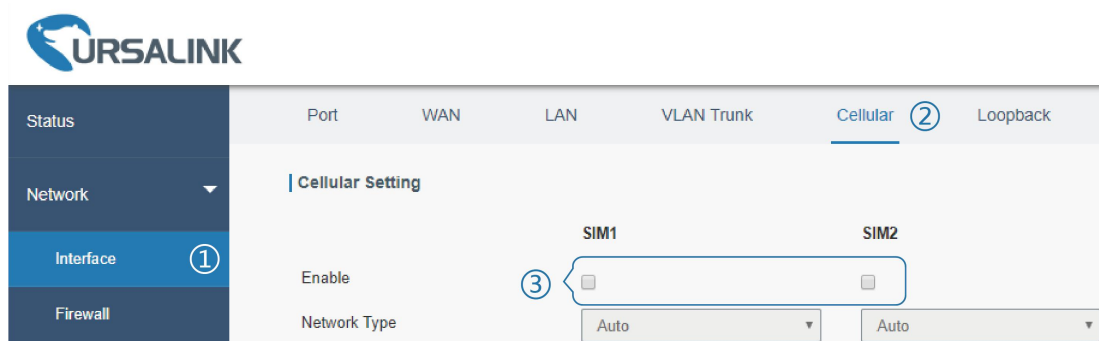 URSALINK
Status
Port WAN LAN VLAN Trunk Cellular ② Loopback
Network
Cellular Setting
SIM1 SIM2
Interface ①
Enable ③
Firewall
Network Type Auto Auto